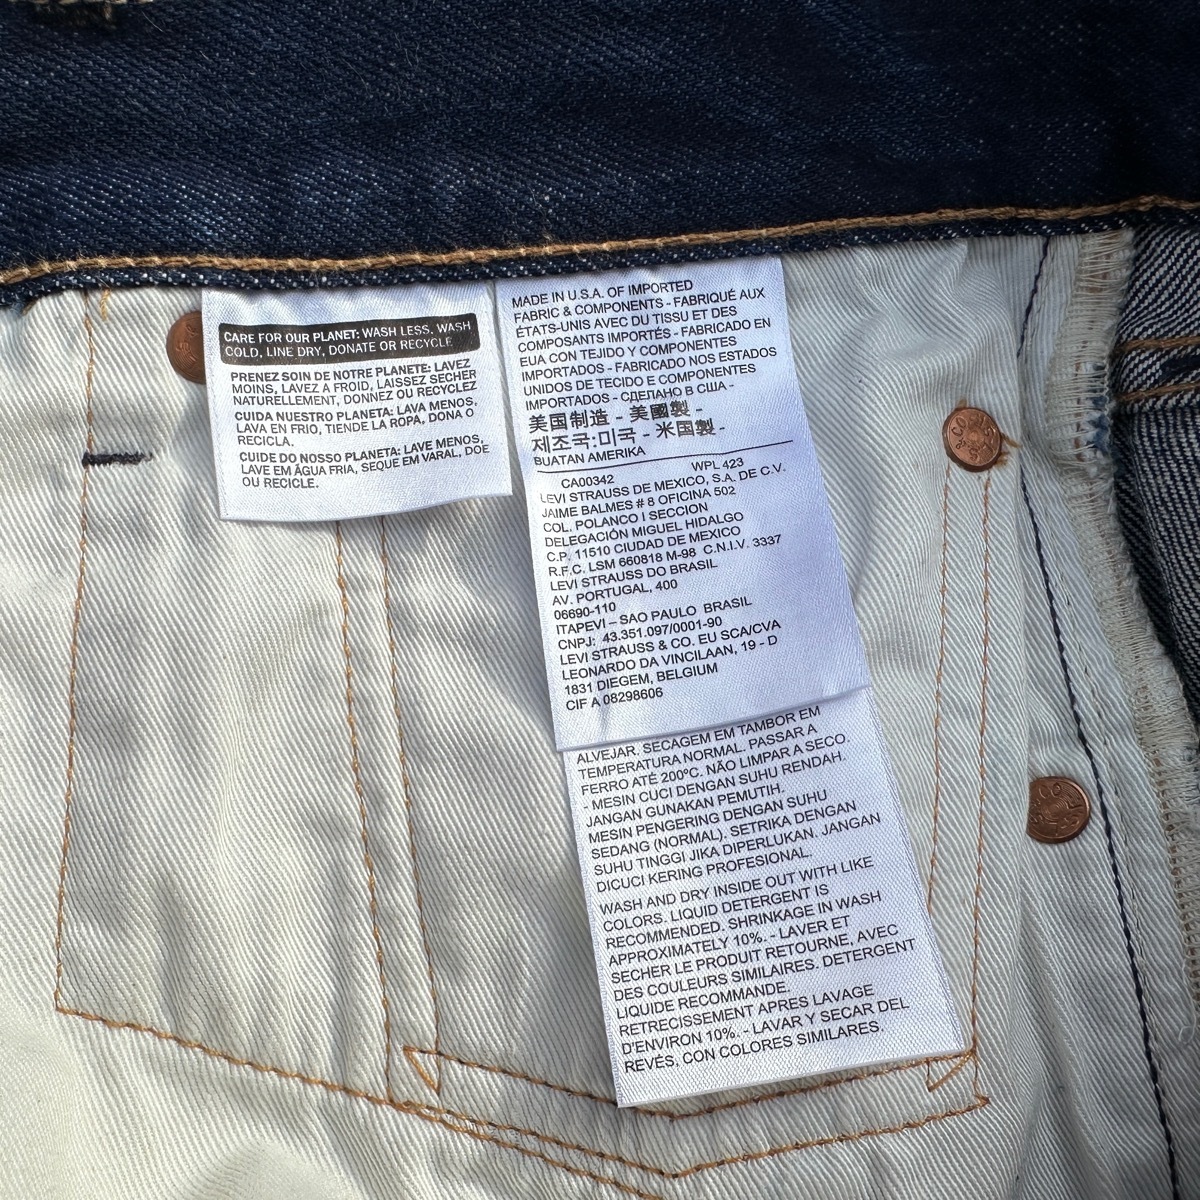 CARE FOR OUR PLANET: WASH LESS, WASH
COLD, LINE DRY, DONATE OR RECYCLE
PRENEZ SOIN DE NOTRE PLANETE: LAVEZ
MOINS, LAVEZ A FROID, LAISSEZ SECHER
NATURELLEMENT, DONNEZ OU RECYCLEZ
CUIDA NUESTRO PLANETA: LAVA MENOS,
LAVA EN FRIO, TIENDE LA ROPA, DONA O
RECICLA.
CUIDE DO NOSSO PLANETA: LAVE MENOS,
LAVE EM ÁGUA FRIA, SEQUE EM VARAL, DOE
OU RECICLE.
MADE IN U.S.A. OF IMPORTED
FABRIC & COMPONENTS - FABRIQUÉ AUX
ÉTATS-UNIS AVEC DU TISSU ET DES
COMPOSANTS IMPORTÉS - FABRICADO EN
EUA CON TEJIDO Y COMPONENTES
IMPORTADOS - FABRICADO NOS ESTADOS
UNIDOS DE TECIDO E COMPONENTES
IMPORTADOS - СДЕЛАНО В США -
美国制造 - 美國製 -
제조국:미국 - 米国製 -
BUATAN AMERIKA
CA00342 WPL 423
LEVI STRAUSS DE MEXICO, S.A. DE C.V.
JAIME BALMES # 8 OFICINA 502
COL. POLANCO I SECCION
DELEGACIÓN MIGUEL HIDALGO
C.P. 11510 CIUDAD DE MEXICO
R.F.C. LSM 660818 M-98 C.N.I.V. 3337
LEVI STRAUSS DO BRASIL
AV. PORTUGAL, 400
06690-110
ITAPEVI – SAO PAULO BRASIL
CNPJ: 43.351.097/0001-90
LEVI STRAUSS & CO. EU SCA/CVA
LEONARDO DA VINCILAAN, 19 - D
1831 DIEGEM, BELGIUM
CIF A 08298606
ALVEJAR. SECAGEM EM TAMBOR EM
TEMPERATURA NORMAL. PASSAR A
FERRO ATÉ 200ºC. NÃO LIMPAR A SECO.
- MESIN CUCI DENGAN SUHU RENDAH.
JANGAN GUNAKAN PEMUTIH.
MESIN PENGERING DENGAN SUHU
SEDANG (NORMAL). SETRIKA DENGAN
SUHU TINGGI JIKA DIPERLUKAN. JANGAN
DICUCI KERING PROFESIONAL.
WASH AND DRY INSIDE OUT WITH LIKE
COLORS. LIQUID DETERGENT IS
RECOMMENDED. SHRINKAGE IN WASH
APPROXIMATELY 10%. - LAVER ET
SECHER LE PRODUIT RETOURNE, AVEC
DES COULEURS SIMILAIRES. DETERGENT
LIQUIDE RECOMMANDE.
RETRECISSEMENT APRES LAVAGE
D'ENVIRON 10%. - LAVAR Y SECAR DEL
REVÉS, CON COLORES SIMILARES.